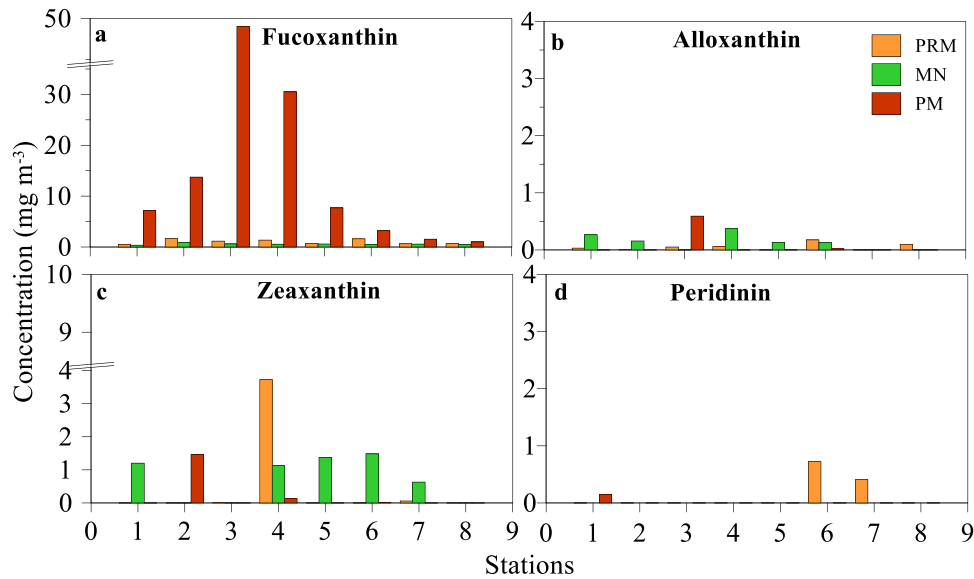 a
Fucoxanthin
50
30
20
10
0
b
Alloxanthin
PRM
MN
PM
4
3
2
1
0
c
Zeaxanthin
10
9
4
3
2
1
0
0 1 2 3 4 5 6 7 8 9
d
Peridinin
4
3
2
1
0
0 1 2 3 4 5 6 7 8 9
Concentration (mg m⁻³)
Stations